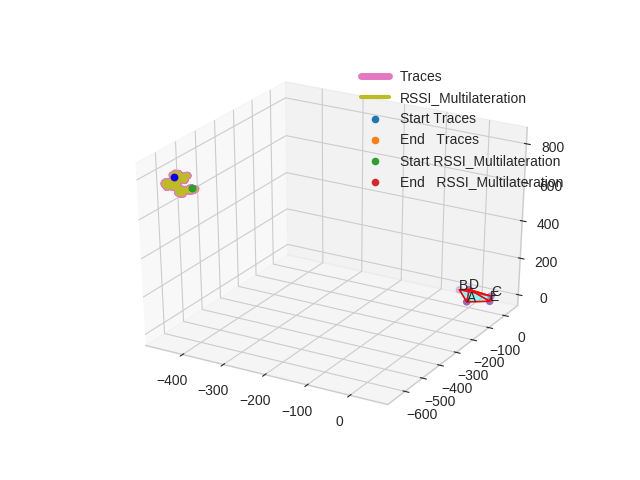 Traces
RSSI_Multilateration
Start Traces
End   Traces
Start RSSI_Multilateration
End   RSSI_Multilateration
800
600
400
200
0
B D C
A
−400
−300
−200
−100
0
−600
−500
−400
−300
−200
−100
0